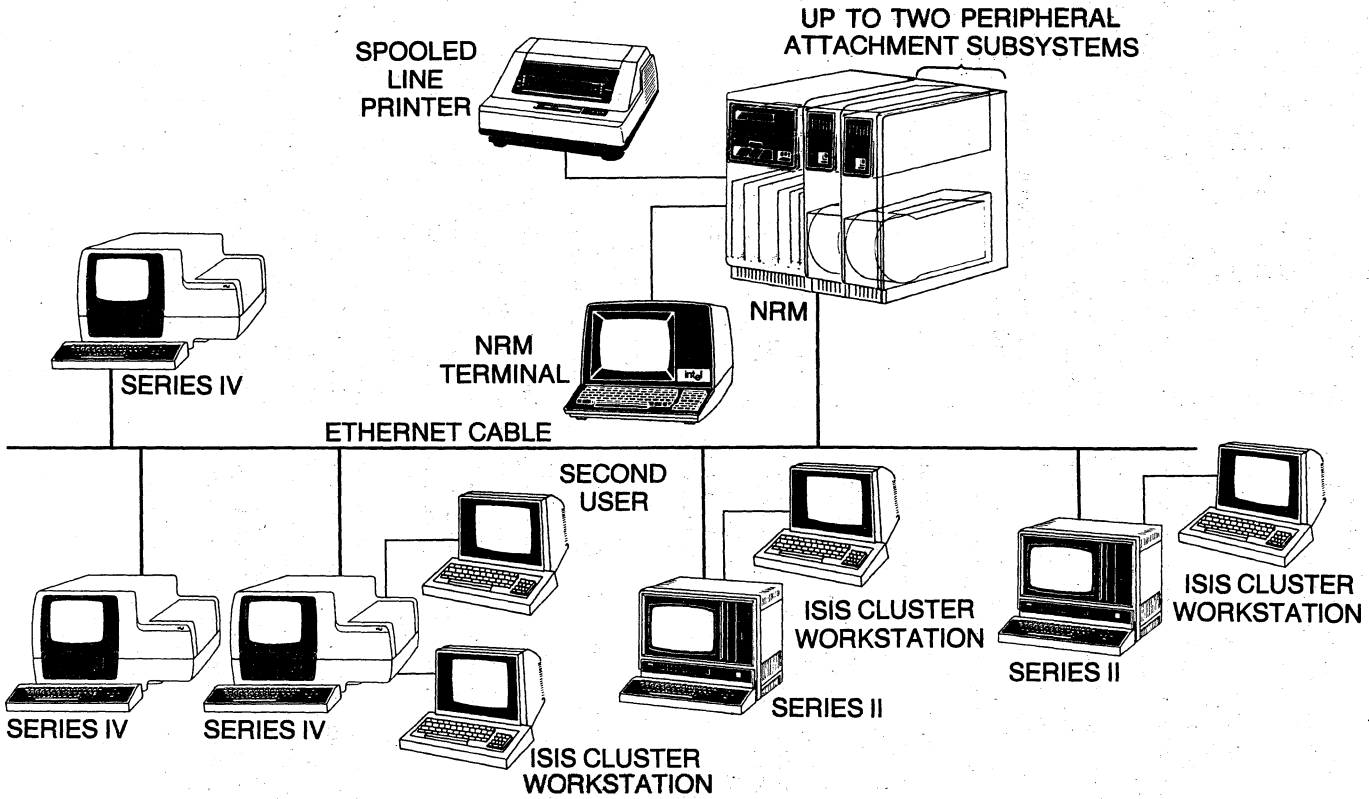 UP TO TWO PERIPHERAL
ATTACHMENT SUBSYSTEMS
SPOOLED
LINE
PRINTER
NRM
NRM
TERMINAL
intel
SERIES IV
ETHERNET CABLE
SECOND
USER
ISIS CLUSTER
WORKSTATION
ISIS CLUSTER
WORKSTATION
SERIES II
SERIES II
SERIES IV
SERIES IV
ISIS CLUSTER
WORKSTATION